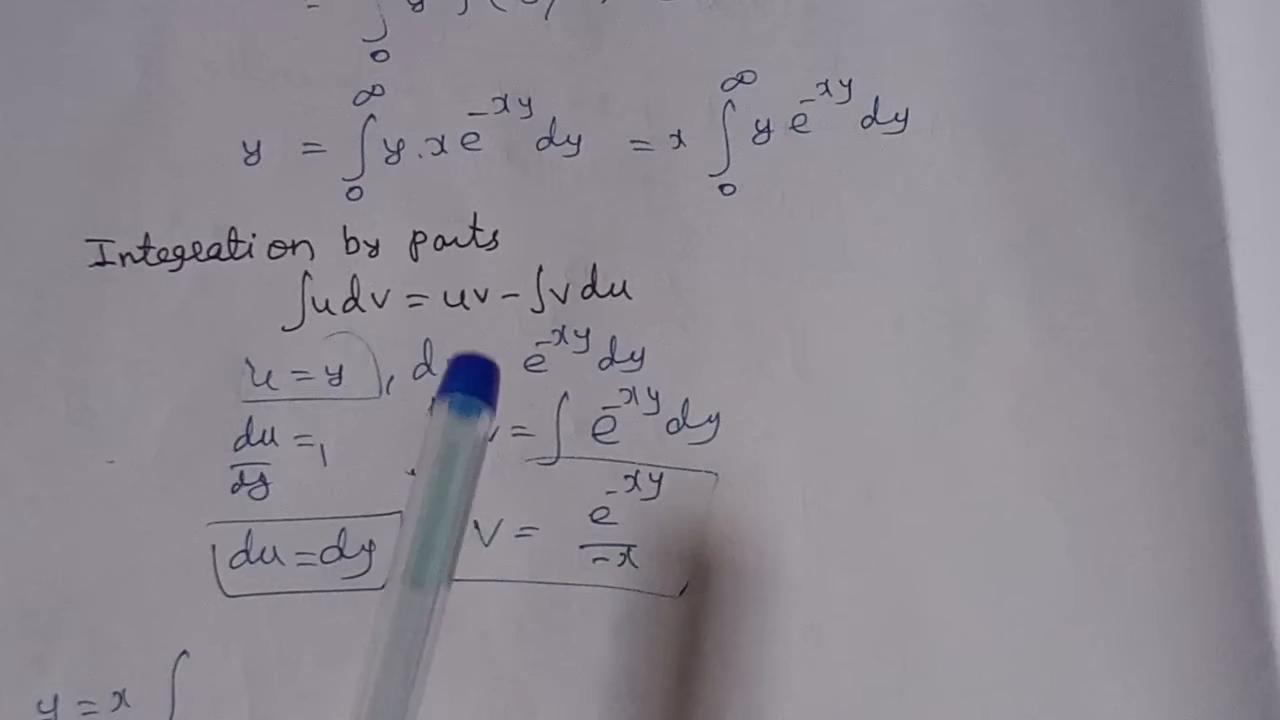 y = ∫₀^∞ y.x e^{-xy} dy = x ∫₀^∞ y e^{-xy} dy
Integration by parts
∫u dv = uv - ∫v du
u = y, d e^{-xy} dy
du/dy = 1 = ∫ e^{-xy} dy
du = dy v = e^{-xy}/-x
y = x ∫